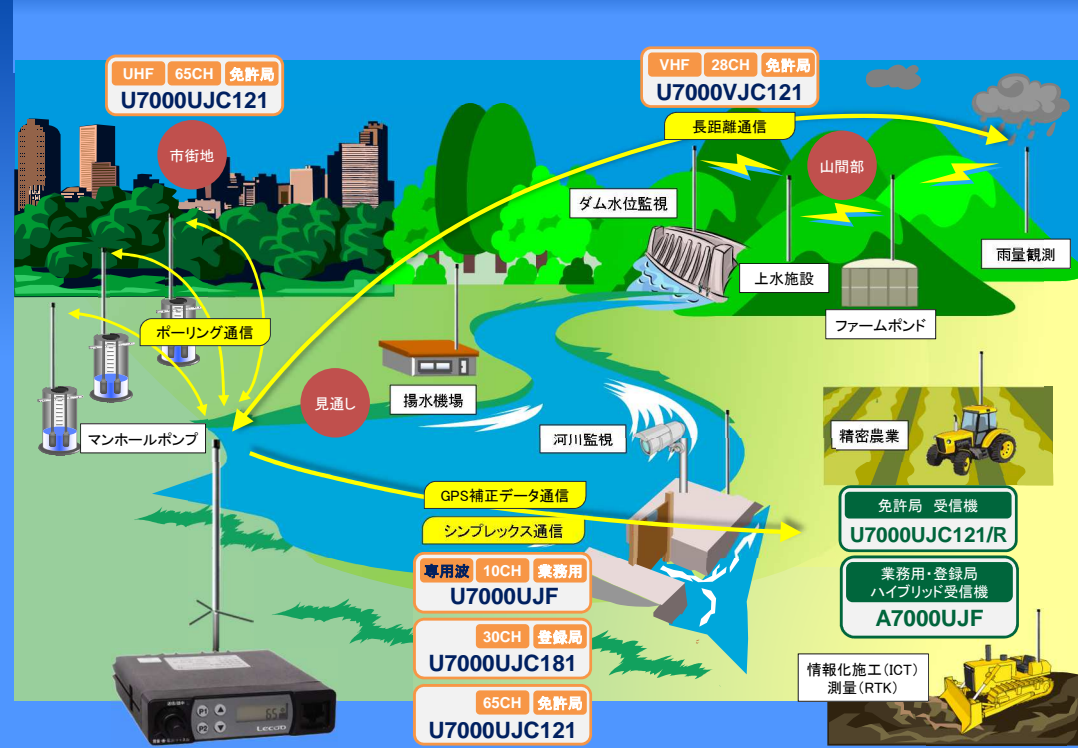 UHF 65CH 免許局
U7000UJC121
VHF 28CH 免許局
U7000VJC121
長距離通信
市街地
山間部
ダム水位監視
上水施設
雨量観測
ファームポンド
ポーリング通信
揚水機場
見通し
マンホールポンプ
河川監視
精密農業
GPS補正データ通信
シンプレックス通信
免許局 受信機
U7000UJC121/R
専用波 10CH 業務用
U7000UJF
業務用・登録局
ハイブリッド受信機
A7000UJF
30CH 登録局
U7000UJC181
情報化施工(ICT)
測量(RTK)
65CH 免許局
U7000UJC121
P1
P2
65
Lecab